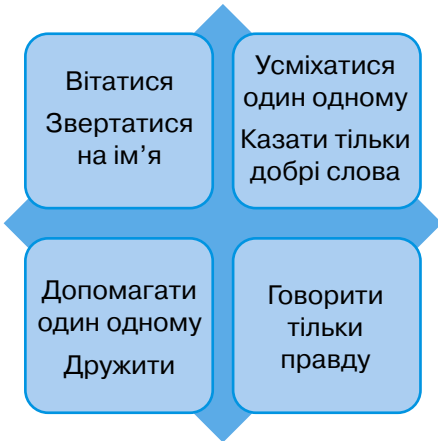 Вітатися
Звертатися
на ім’я
Усміхатися
один одному
Казати тільки
добрі слова
Допомагати
один одному
Дружити
Говорити
тільки
правду